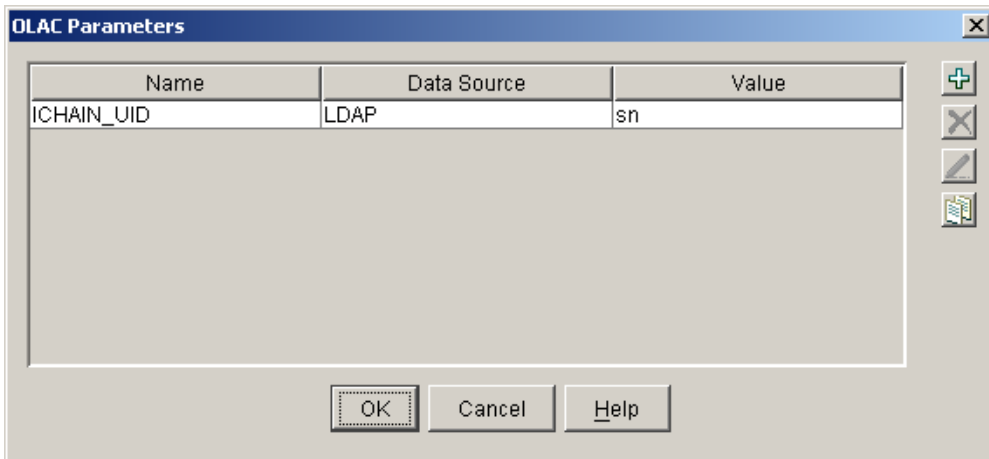 OLAC Parameters
Name Data Source Value
ICHAIN_UID LDAP sn
OK Cancel Help